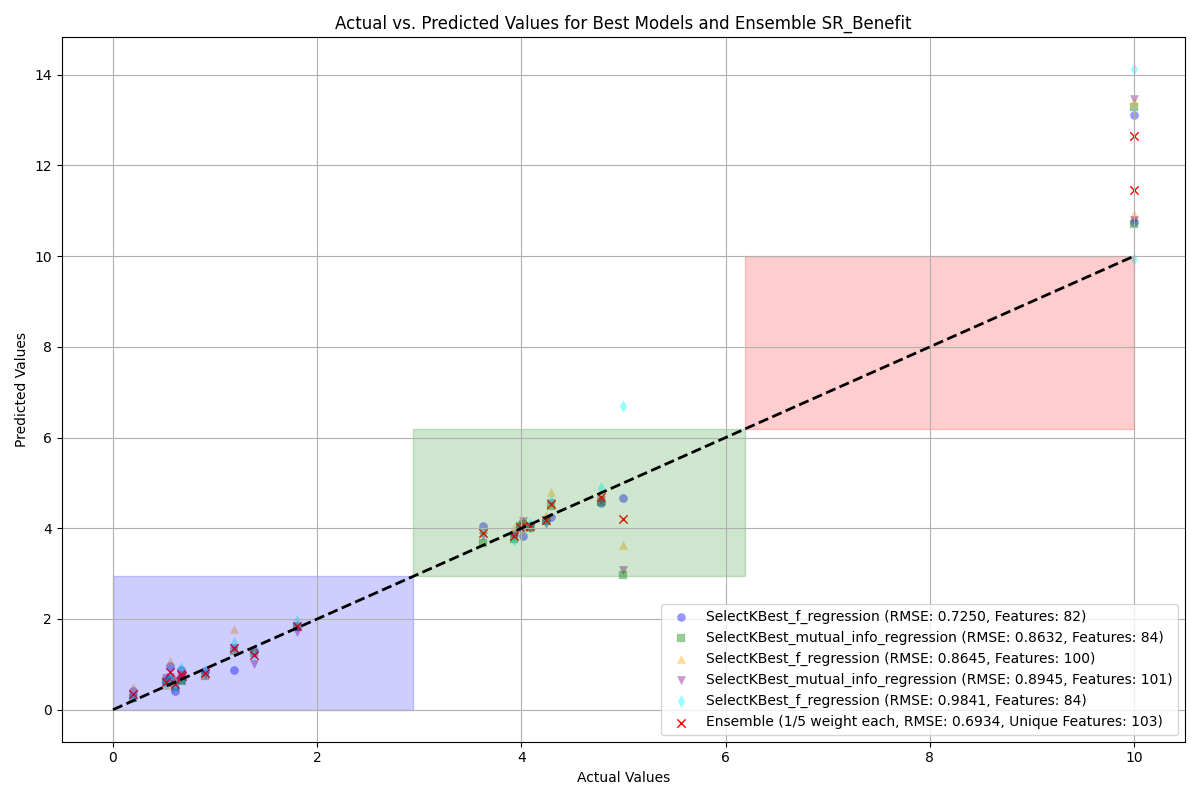 Actual vs. Predicted Values for Best Models and Ensemble SR_Benefit
Predicted Values
14
12
10
8
6
4
2
0
0 2 4 6 8 10
Actual Values
SelectKBest_f_regression (RMSE: 0.7250, Features: 82)
SelectKBest_mutual_info_regression (RMSE: 0.8632, Features: 84)
SelectKBest_f_regression (RMSE: 0.8645, Features: 100)
SelectKBest_mutual_info_regression (RMSE: 0.8945, Features: 101)
SelectKBest_f_regression (RMSE: 0.9841, Features: 84)
Ensemble (1/5 weight each, RMSE: 0.6934, Unique Features: 103)